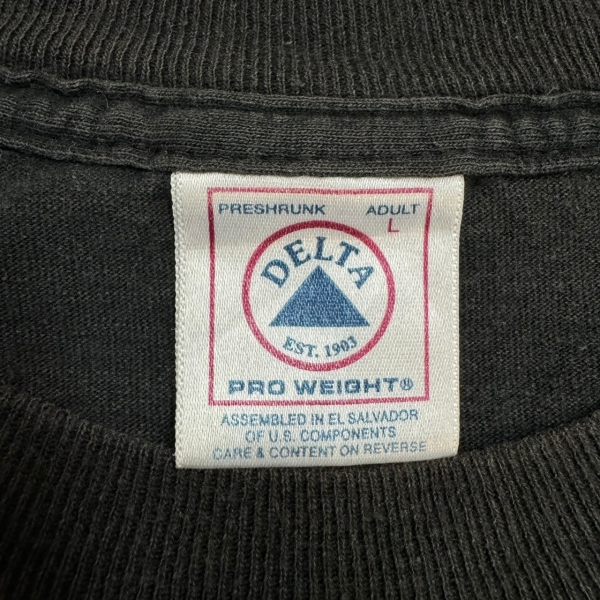 PRESHRUNK ADULT
L
DELTA
EST. 1903
PRO WEIGHT®
ASSEMBLED IN EL SALVADOR
OF U.S. COMPONENTS
CARE & CONTENT ON REVERSE